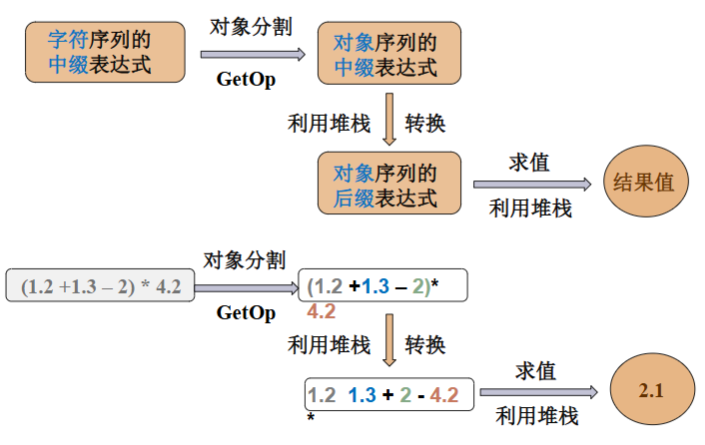 字符序列的
中缀表达式
对象分割
GetOp
对象序列的
中缀表达式
利用堆栈 转换
对象序列的
后缀表达式
求值
利用堆栈
结果值
(1.2 +1.3 – 2) * 4.2
对象分割
GetOp
(1.2 +1.3 – 2)*
4.2
利用堆栈 转换
1.2 1.3 + 2 - 4.2
*
求值
利用堆栈
2.1